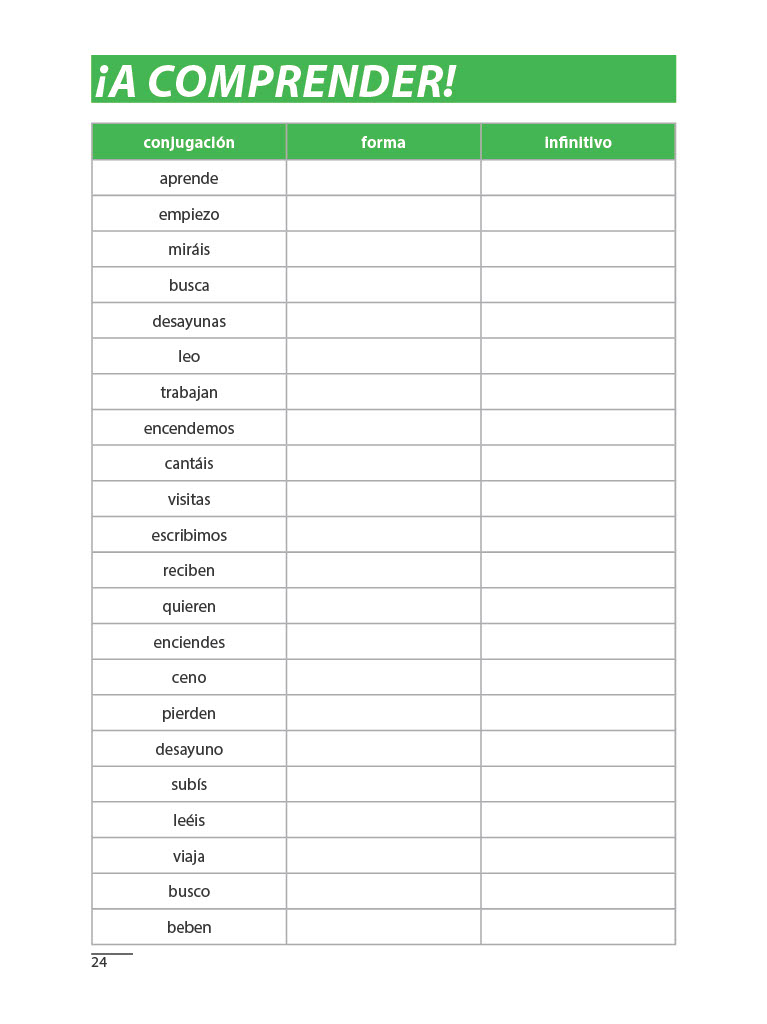 ¡A COMPRENDER!
conjugación forma infinitivo
aprende
empiezo
miráis
busca
desayunas
leo
trabajan
encendemos
cantáis
visitas
escribimos
reciben
quieren
enciendes
ceno
pierden
desayuno
subís
leéis
viaja
busco
beben
24